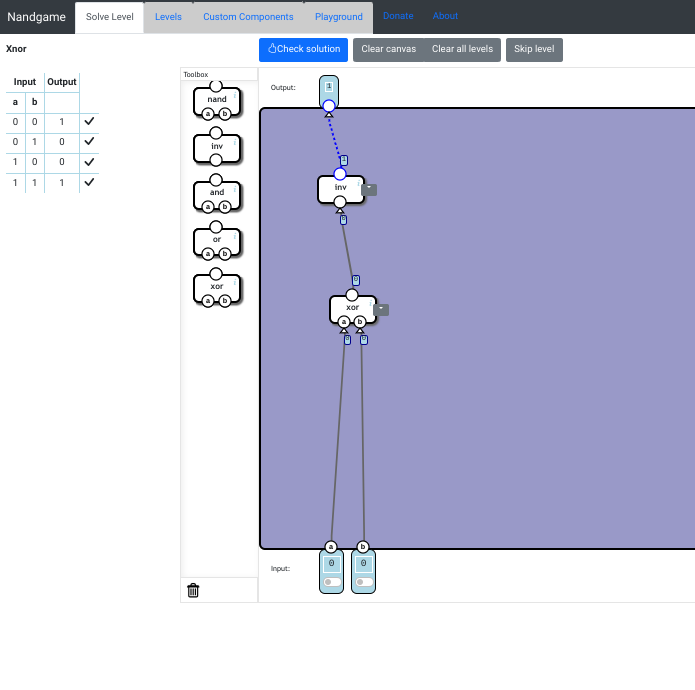 Nandgame Solve Level Levels Custom Components Playground Donate About
Xnor
Check solution Clear canvas Clear all levels Skip level
Input Output
a b
0 0 1
0 1 0
1 0 0
1 1 1
Toolbox
nand
a b
inv
and
a b
or
a b
xor
a b
Output:
1
1
inv
0
0
xor
a b
0 0
a b
Input:
0 0